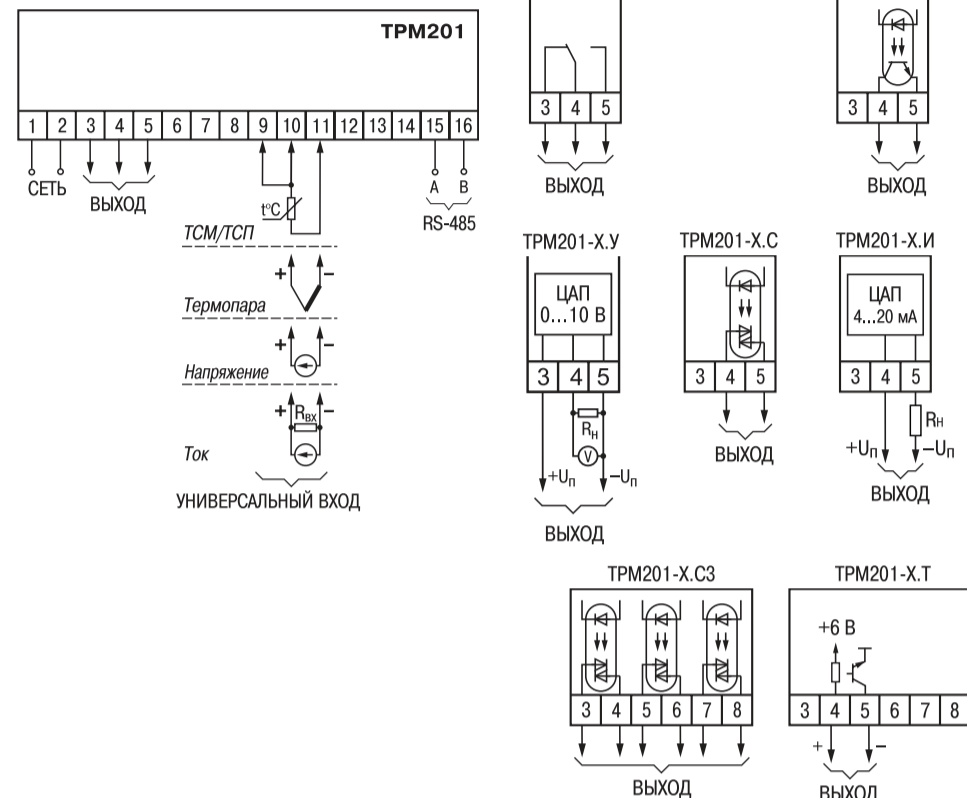 ТРМ201
1 2 3 4 5 6 7 8 9 10 11 12 13 14 15 16
СЕТЬ
ВЫХОД
A B
RS-485
t°C
ТСМ/ТСП
+ –
Термопара
+ –
Напряжение
+ Rвх –
Ток
УНИВЕРСАЛЬНЫЙ ВХОД
3 4 5
ВЫХОД
3 4 5
ВЫХОД
ТРМ201-Х.У
ЦАП
0...10 В
3 4 5
Rн
V
+Uп –Uп
ВЫХОД
ТРМ201-Х.С
3 4 5
ВЫХОД
ТРМ201-Х.И
ЦАП
4...20 мА
3 4 5
Rн
+Uп –Uп
ВЫХОД
ТРМ201-Х.С3
3 4 5 6 7 8
ВЫХОД
ТРМ201-Х.Т
+6 В
3 4 5 6 7 8
+ –
ВЫХОД